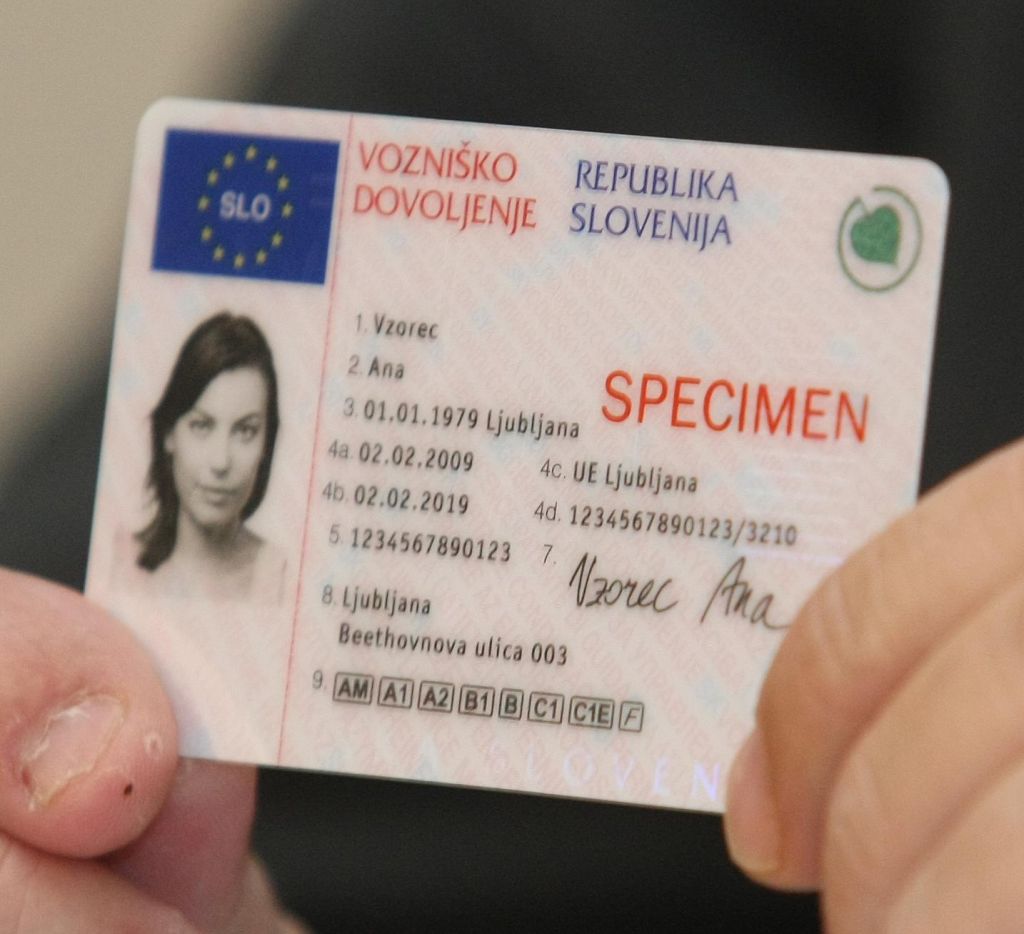 SLO
VOZNIŠKO
DOVOLJENJE
REPUBLIKA
SLOVENIJA
1. Vzorec
2. Ana
SPECIMEN
3. 01.01.1979 Ljubljana
4a. 02.02.2009
4c. UE Ljubljana
4b. 02.02.2019
4d. 1234567890123/3210
5. 1234567890123
7. Vzorec Ana
8. Ljubljana
Beethovnova ulica 003
9. AM A1 A2 B1 B C1 C1E F
A SLOVEN